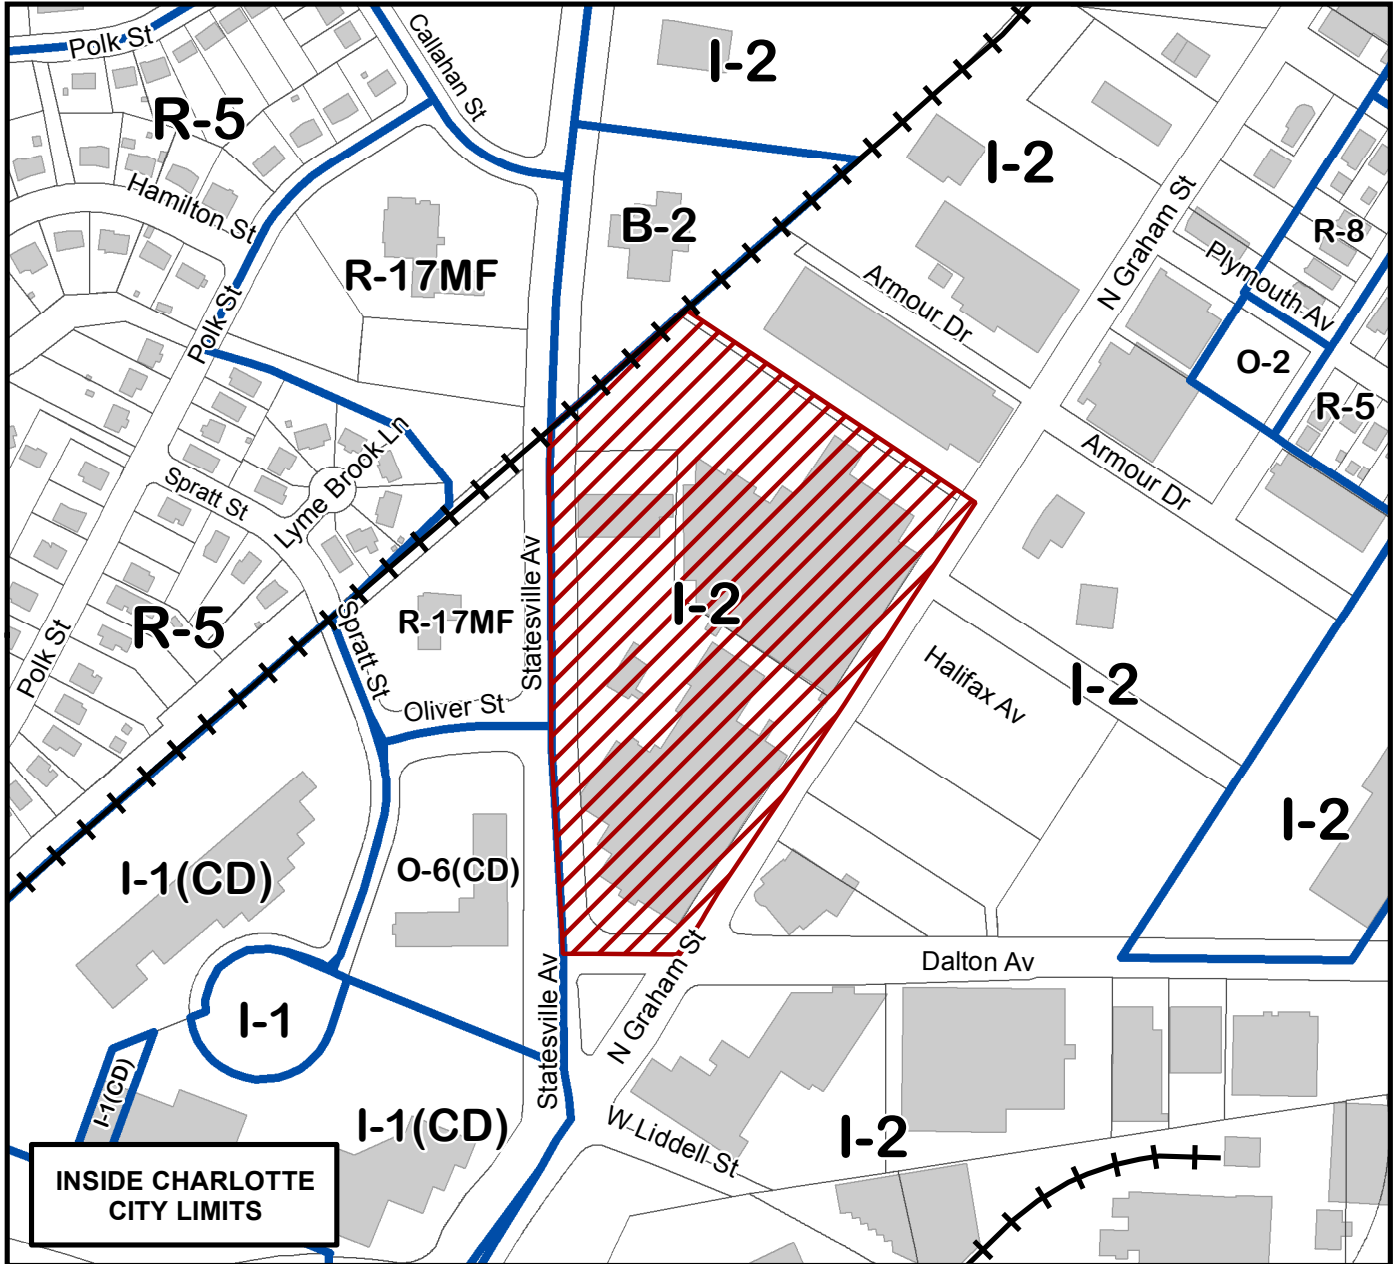 Polk St
Callahan St
I-2
R-5
I-2
Hamilton St
B-2
N Graham St
R-8
R-17MF
Plymouth Av
Armour Dr
Polk St
O-2
R-5
Lyme Brook Ln
Armour Dr
Spratt St
Statesville Av
I-2
R-5
Spratt St
R-17MF
Polk St
Halifax Av
I-2
Oliver St
I-2
I-1(CD)
O-6(CD)
Dalton Av
N Graham St
Statesville Av
I-1
I-1(CD)
I-1(CD)
W Liddell St
I-2
INSIDE CHARLOTTE
CITY LIMITS